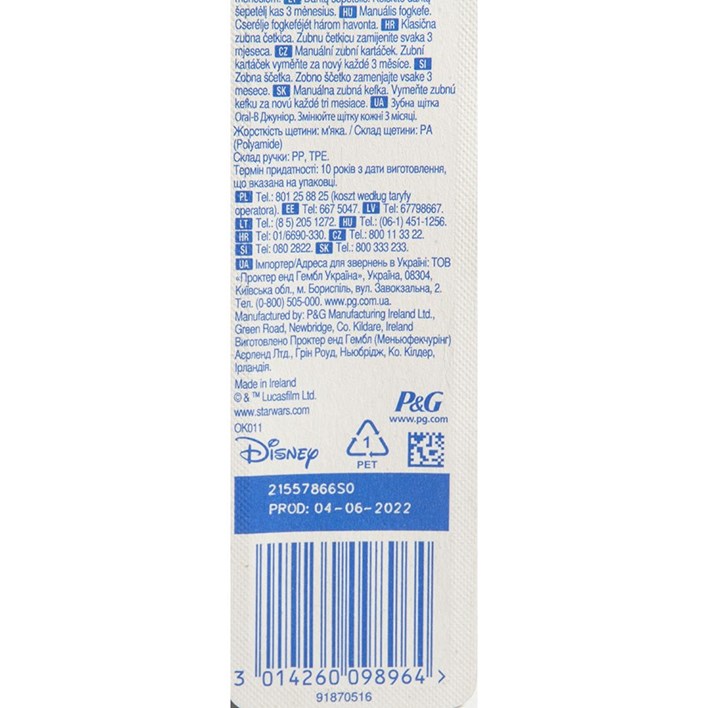 šepetėlį kas 3 mėnesius. HU Manuális fogkefe.
Cserélje fogkeféjét három havonta. HR Klasična
zubna četkica. Zubnu četkicu zamijenite svaka 3
mjeseca. CZ Manuální zubní kartáček. Zubní
kartáček vyměňte za nový každé 3 měsíce. SI
Zobna ščetka. Zobno ščetko zamenjajte vsake 3
mesece. SK Manuálna zubná kefka. Vymeňte zubnú
kefku za novú každé tri mesiace. UA Зубна щітка
Oral-B Джуніор. Змінюйте щітку кожні 3 місяці.
Жорсткість щетини: м'яка. / Склад щетини: PA
(Polyamide)
Склад ручки: PP, TPE.
Термін придатності: 10 років з дати виготовлення,
що вказана на упаковці.
PL Tel.: 801 25 88 25 (koszt według taryfy
operatora). EE Tel: 667 5047. LV Tel: 67798667.
LT Tel.: (8 5) 205 1272. HU Tel.: (06-1) 451-1256.
HR Tel: 01/6690-330. CZ Tel.: 800 11 33 22.
SI Tel: 080 2822. SK Tel.: 800 333 233.
UA Імпортер/Адреса для звернень в Україні: ТОВ
«Проктер енд Гембл Україна», Україна, 08304,
Київська обл., м. Бориспіль, вул. Завокзальна, 2.
Тел. (0-800) 505-000. www.pg.com.ua.
Manufactured by: P&G Manufacturing Ireland Ltd.,
Green Road, Newbridge, Co. Kildare, Ireland
Виготовлено Проктер енд Гембл (Меньюфекчурінг)
Аєрленд Лтд., Грін Роуд, Ньюбрідж, Ко. Кілдер,
Ірландія.
Made in Ireland
© & ™ Lucasfilm Ltd.
www.starwars.com
P&G
www.pg.com
OK011
Disney
1
PET
21557866S0
PROD: 04-06-2022
3 014260 098964 >
91870516